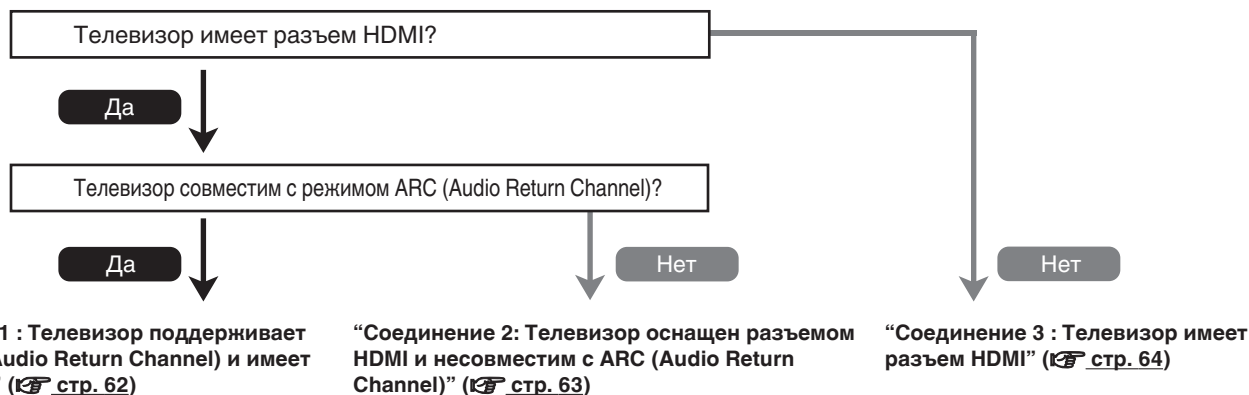 Телевизор имеет разъем HDMI?
Да
Телевизор совместим с режимом ARC (Audio Return Channel)?
Да
Нет
Нет
1 : Телевизор поддерживает
Audio Return Channel) и имеет
” (стр. 62)
“Соединение 2: Телевизор оснащен разъемом
HDMI и несовместим с ARC (Audio Return
Channel)” (стр. 63)
“Соединение 3 : Телевизор имеет
разъем HDMI” (стр. 64)